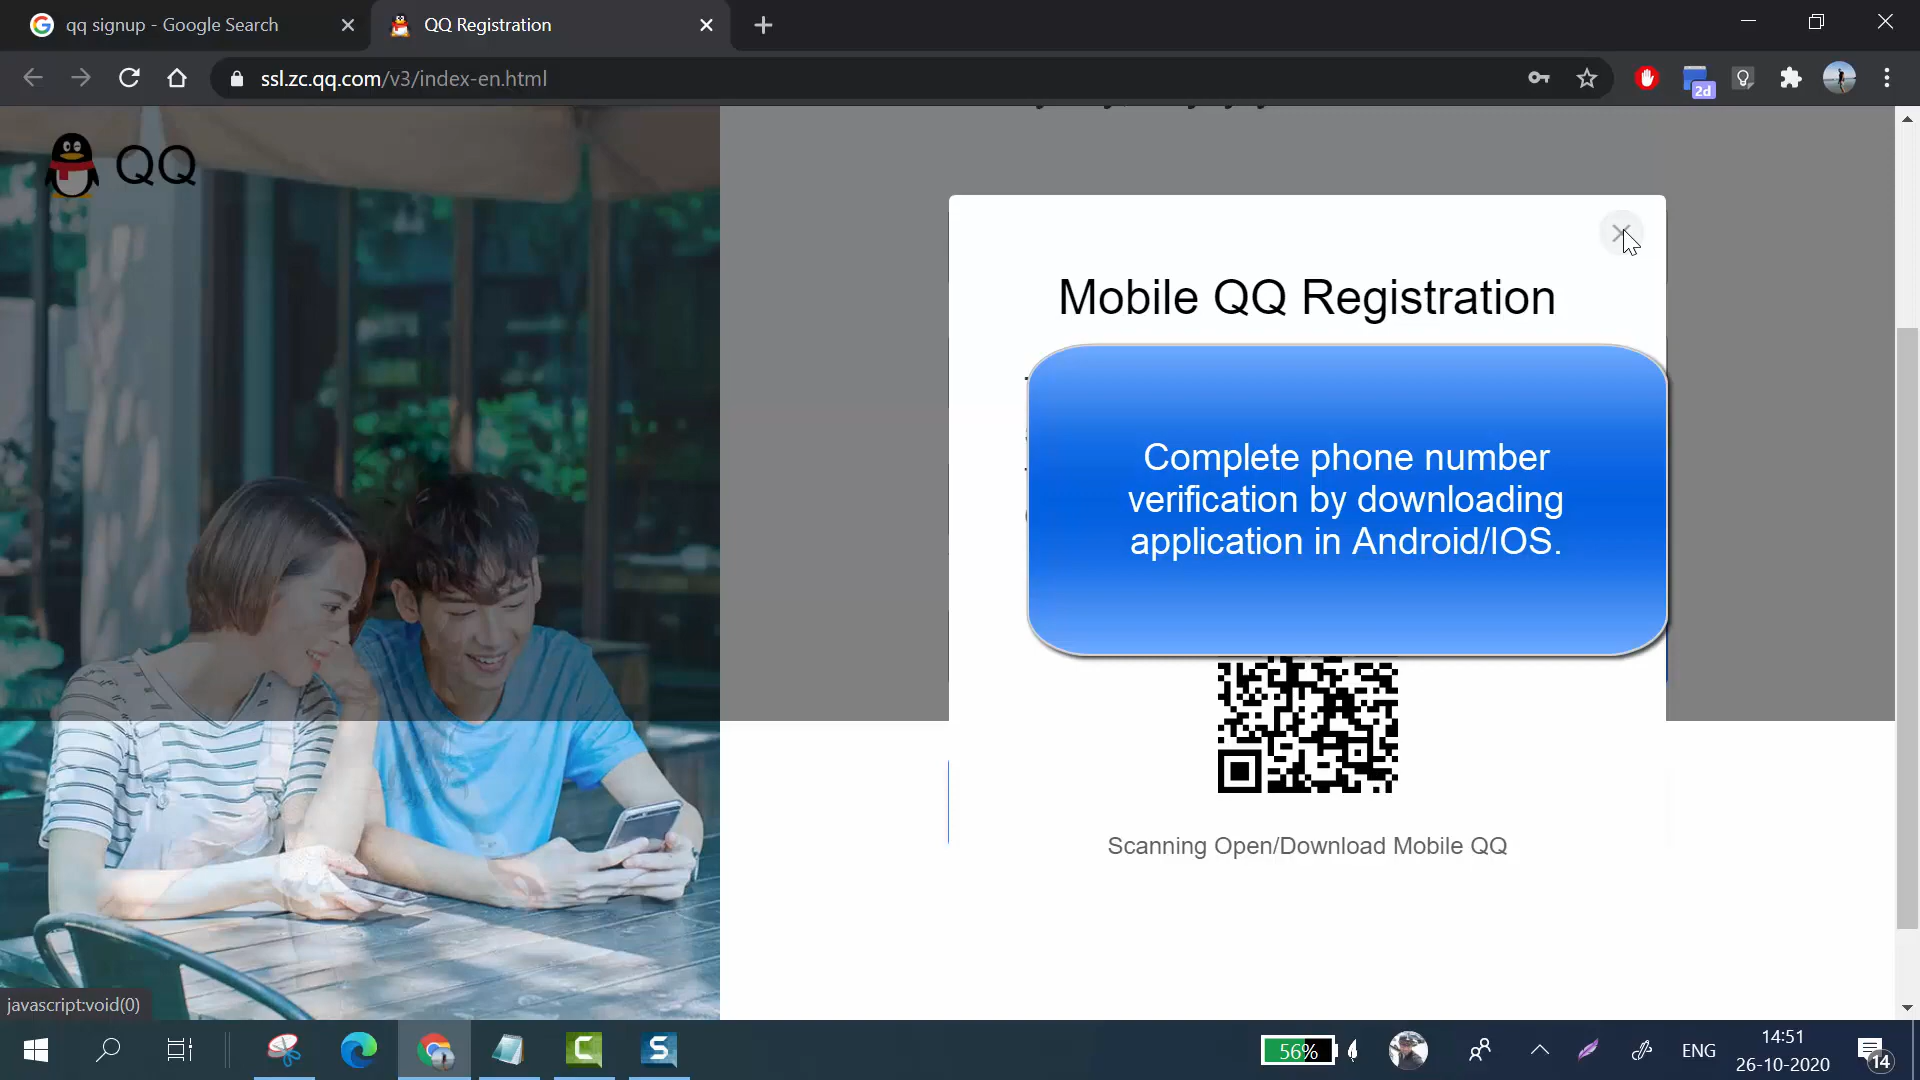 qq signup - Google Search
QQ Registration
ssl.zc.qq.com/v3/index-en.html
2d
QQ
Mobile QQ Registration
Complete phone number
verification by downloading
application in Android/IOS.
Scanning Open/Download Mobile QQ
javascript:void(0)
56%
ENG
14:51
26-10-2020
14